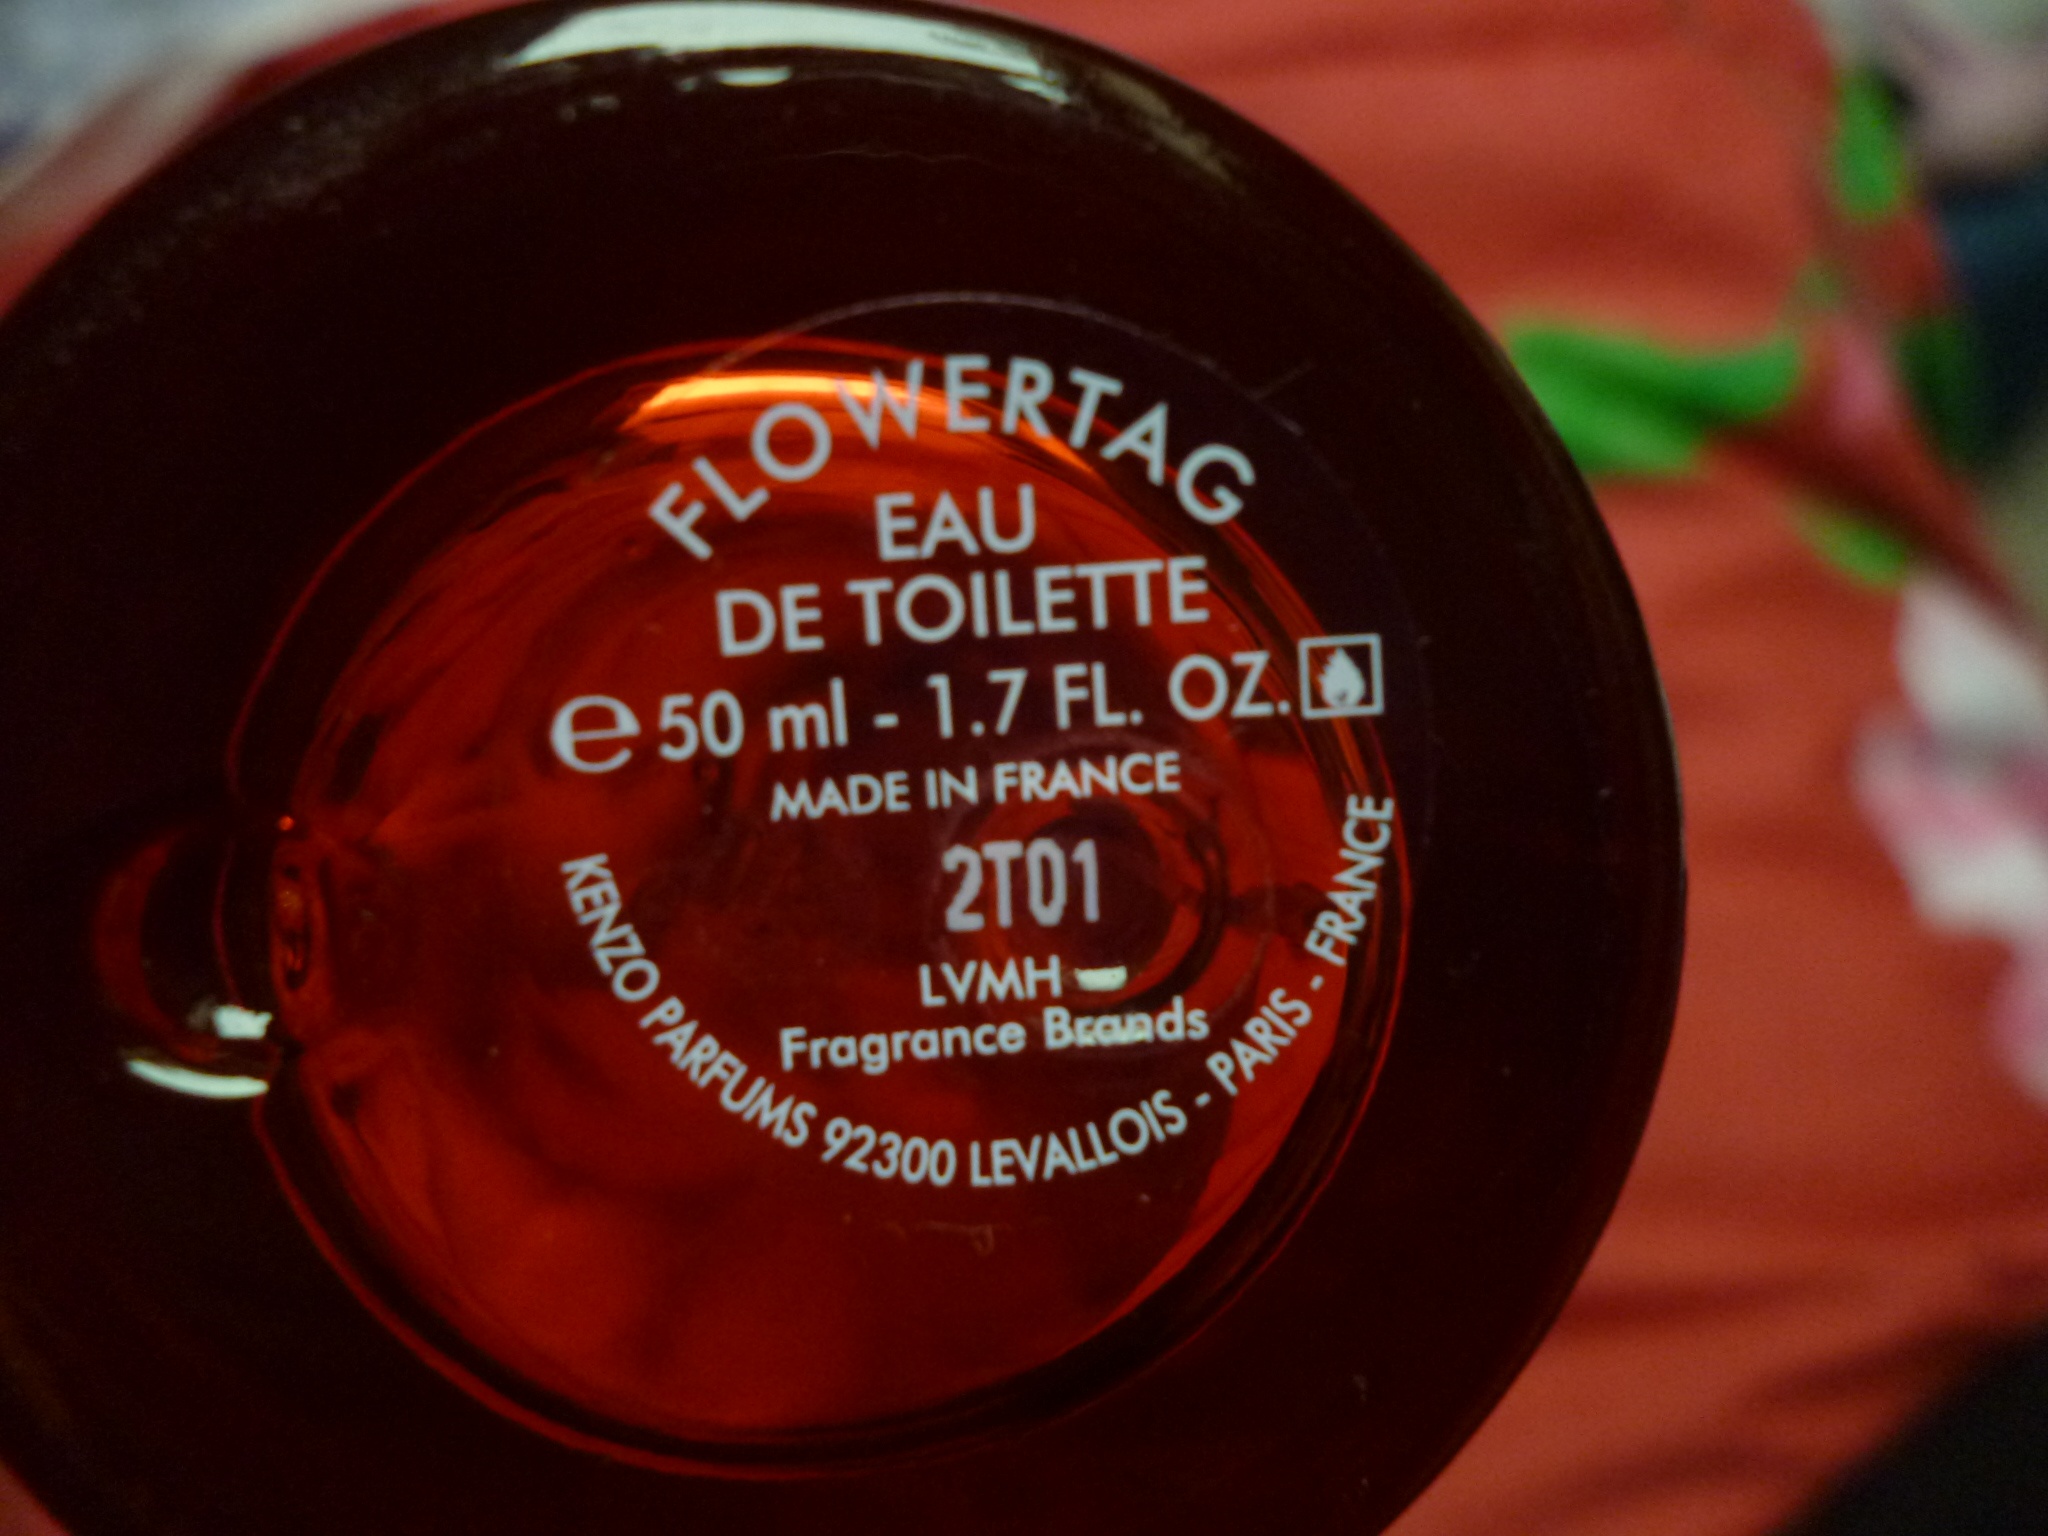 FLOWERTAG
EAU
DE TOILETTE
℮ 50 ml - 1.7 FL. OZ.
MADE IN FRANCE
2T01
LVMH
Fragrance Brands
KENZO PARFUMS 92300 LEVALLOIS - PARIS - FRANCE